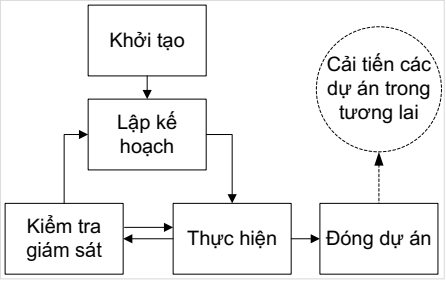 Khởi tạo
Cải tiến các
dự án trong
tương lai
Lập kế
hoạch
Kiểm tra
giám sát
Thực hiện
Đóng dự án